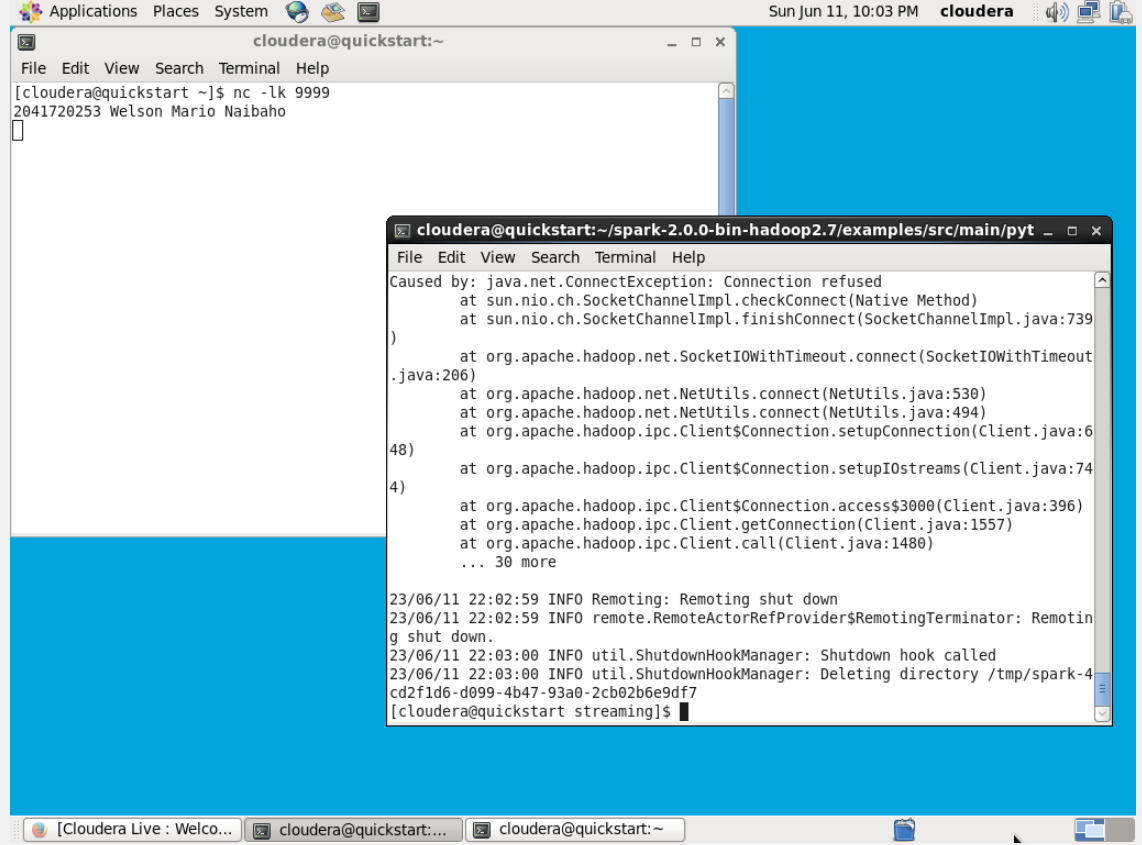 Applications Places System Sun Jun 11, 10:03 PM cloudera
cloudera@quickstart:~
File Edit View Search Terminal Help
[cloudera@quickstart ~]$ nc -lk 9999
2041720253 Welson Mario Naibaho
cloudera@quickstart:~/spark-2.0.0-bin-hadoop2.7/examples/src/main/pyt
File Edit View Search Terminal Help
Caused by: java.net.ConnectException: Connection refused
at sun.nio.ch.SocketChannelImpl.checkConnect(Native Method)
at sun.nio.ch.SocketChannelImpl.finishConnect(SocketChannelImpl.java:739
)
at org.apache.hadoop.net.SocketIOWithTimeout.connect(SocketIOWithTimeout
.java:206)
at org.apache.hadoop.net.NetUtils.connect(NetUtils.java:530)
at org.apache.hadoop.net.NetUtils.connect(NetUtils.java:494)
at org.apache.hadoop.ipc.Client$Connection.setupConnection(Client.java:6
48)
at org.apache.hadoop.ipc.Client$Connection.setupIOstreams(Client.java:74
4)
at org.apache.hadoop.ipc.Client$Connection.access$3000(Client.java:396)
at org.apache.hadoop.ipc.Client.getConnection(Client.java:1557)
at org.apache.hadoop.ipc.Client.call(Client.java:1480)
... 30 more
23/06/11 22:02:59 INFO Remoting: Remoting shut down
23/06/11 22:02:59 INFO remote.RemoteActorRefProvider$RemotingTerminator: Remotin
g shut down.
23/06/11 22:03:00 INFO util.ShutdownHookManager: Shutdown hook called
23/06/11 22:03:00 INFO util.ShutdownHookManager: Deleting directory /tmp/spark-4
cd2f1d6-d099-4b47-93a0-2cb02b6e9df7
[cloudera@quickstart streaming]$
[Cloudera Live : Welco... cloudera@quickstart:... cloudera@quickstart:~